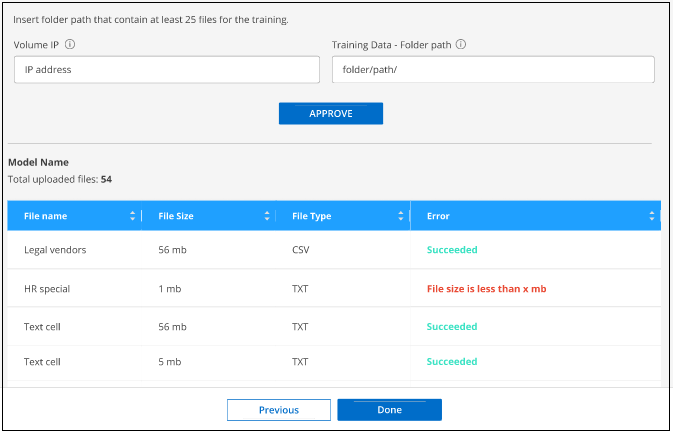 Insert folder path that contain at least 25 files for the training.
Volume IP ⓘ Training Data - Folder path ⓘ
IP address folder/path/
APPROVE
Model Name
Total uploaded files: 54
File name File Size File Type Error
Legal vendors 56 mb CSV Succeeded
HR special 1 mb TXT File size is less than x mb
Text cell 56 mb TXT Succeeded
Text cell 5 mb TXT Succeeded
Previous Done